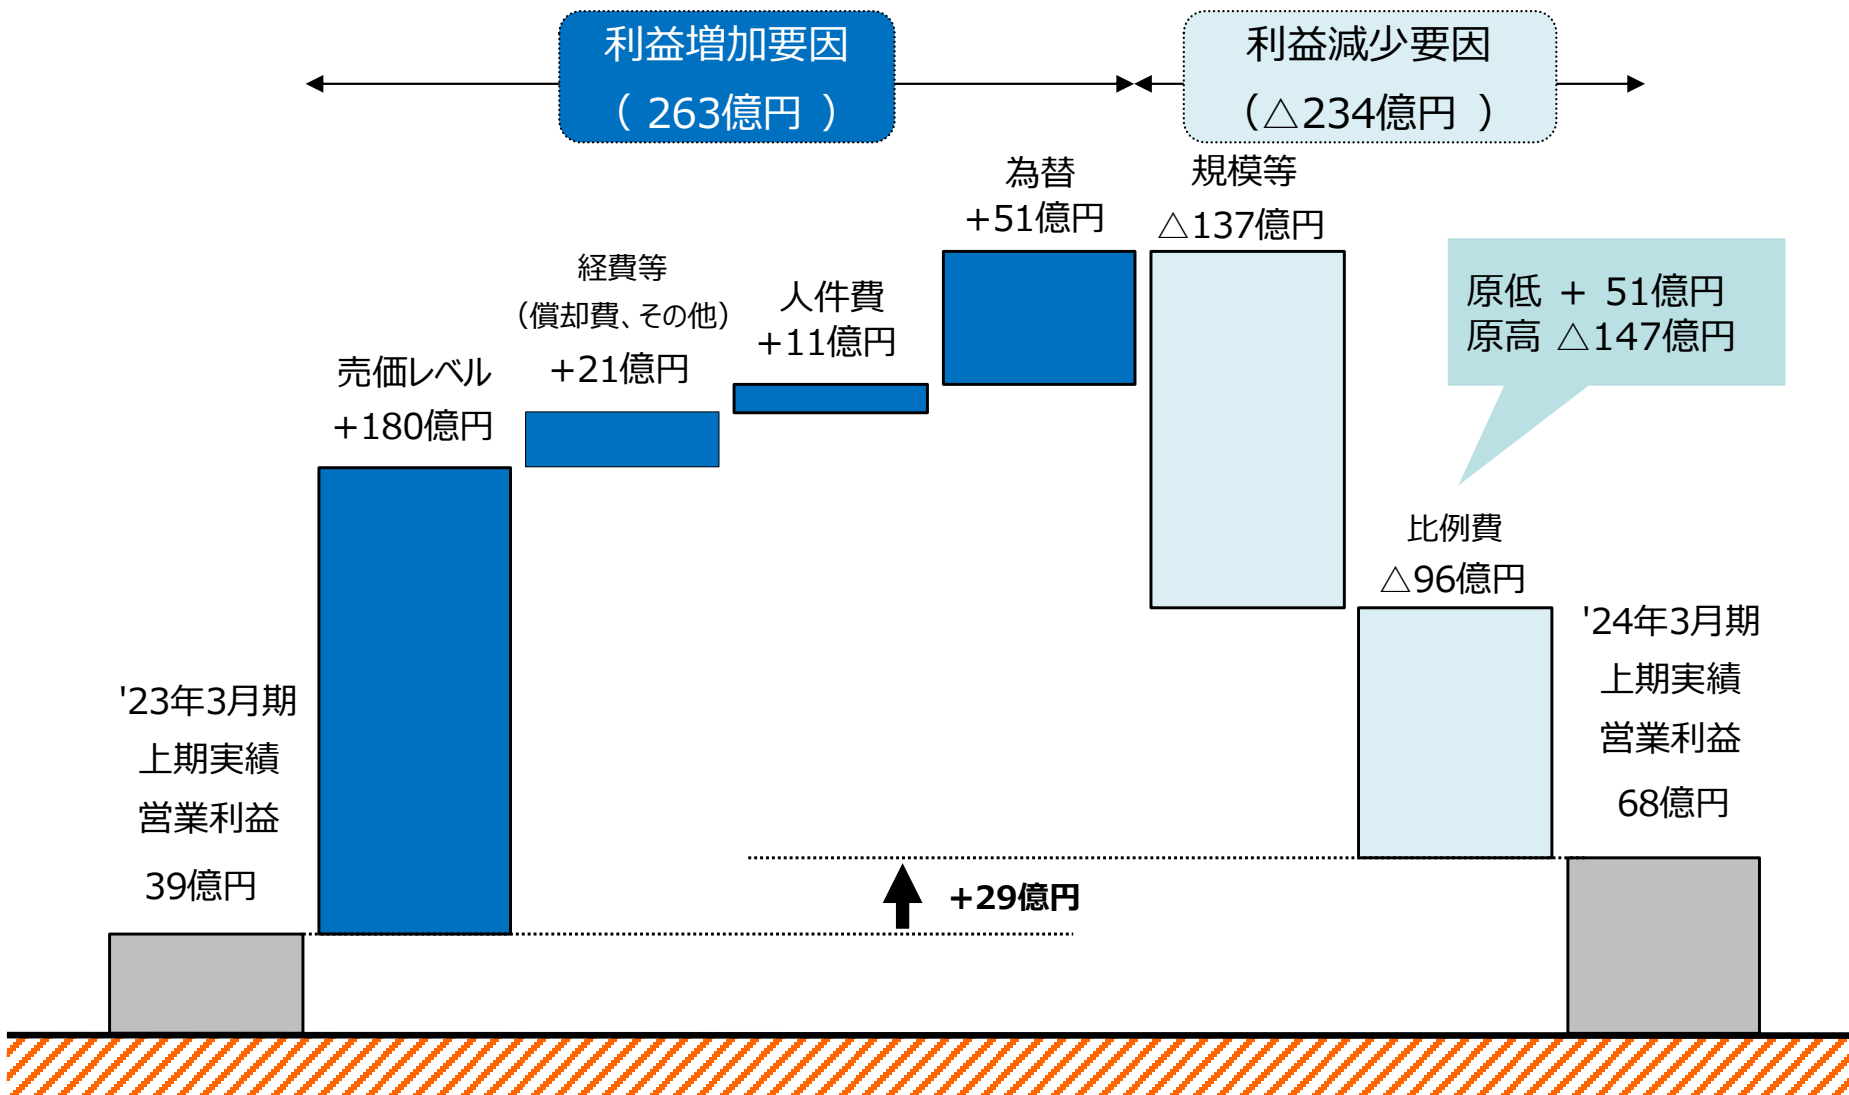 利益増加要因
（ 263億円 ）
利益減少要因
（△234億円 ）
為替
+51億円
規模等
△137億円
経費等
（償却費、その他）
+21億円
人件費
+11億円
原低 + 51億円
原高 △147億円
売価レベル
+180億円
比例費
△96億円
'23年3月期
上期実績
営業利益
39億円
'24年3月期
上期実績
営業利益
68億円
+29億円